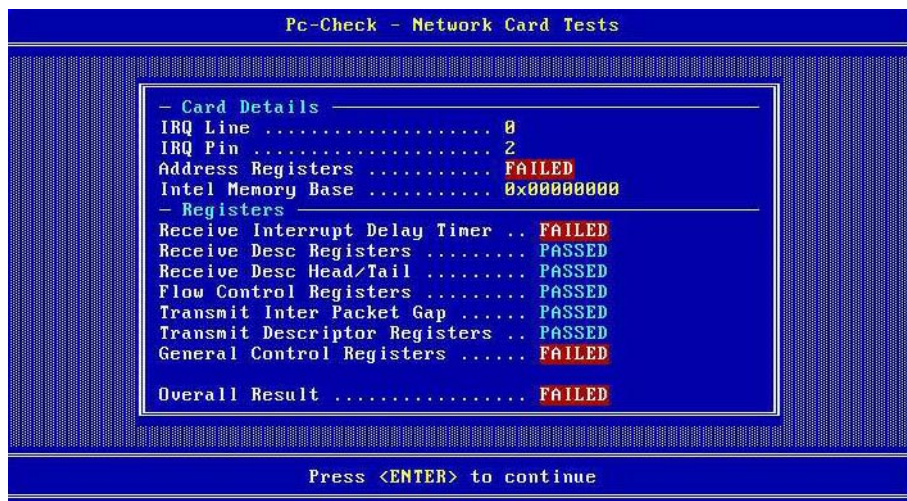 Pc-Check - Network Card Tests
- Card Details
IRQ Line ..................... 0
IRQ Pin ...................... 2
Address Registers ........... FAILED
Intel Memory Base ........... 0x00000000
- Registers
Receive Interrupt Delay Timer .. FAILED
Receive Desc Registers ......... PASSED
Receive Desc Head/Tail ......... PASSED
Flow Control Registers ......... PASSED
Transmit Inter Packet Gap ...... PASSED
Transmit Descriptor Registers .. PASSED
General Control Registers ...... FAILED
Overall Result ................. FAILED
Press <ENTER> to continue